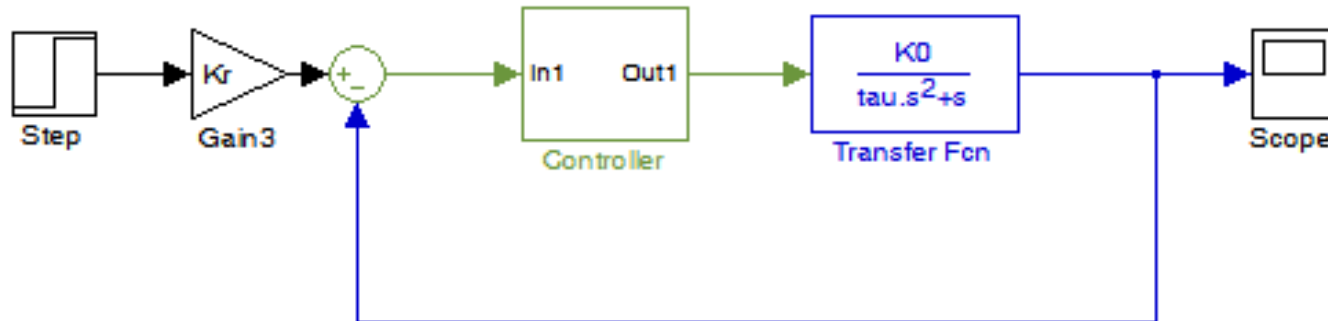 Step
Kr
Gain3
+
−
In1
Out1
Controller
K0
tau.s²+s
Transfer Fcn
Scope